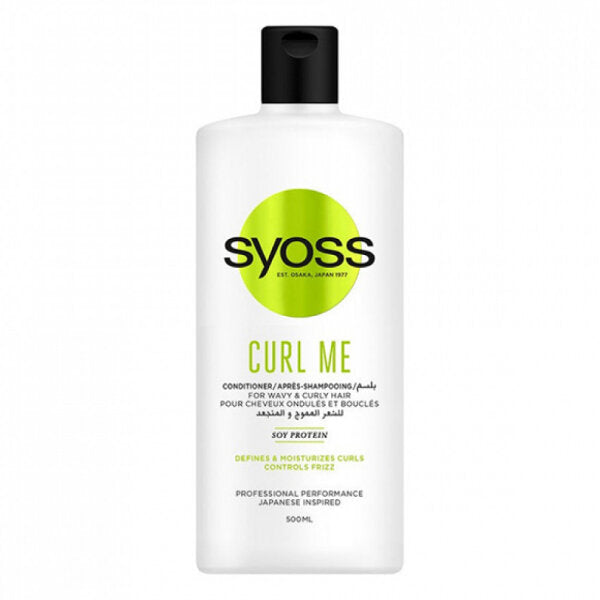 syoss
EST. OSAKA, JAPAN 1977
CURL ME
CONDITIONER/APRÈS-SHAMPOOING/بلسم
FOR WAVY & CURLY HAIR
POUR CHEVEUX ONDULÉS ET BOUCLÉS
للشعر المموج و المتجعد
SOY PROTEIN
DEFINES & MOISTURIZES CURLS
CONTROLS FRIZZ
PROFESSIONAL PERFORMANCE
JAPANESE INSPIRED
500ML